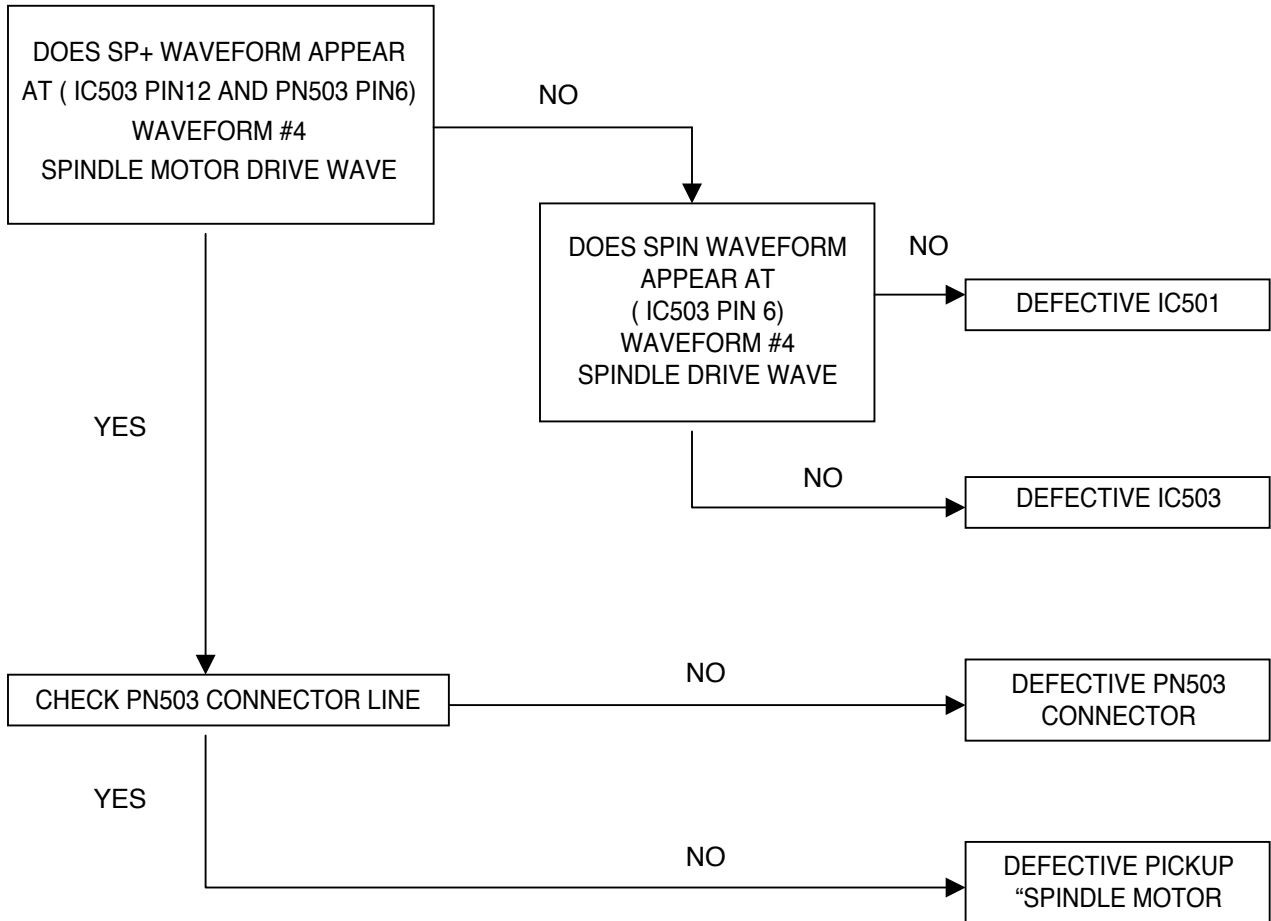 DOES SP+ WAVEFORM APPEAR
AT ( IC503 PIN12 AND PN503 PIN6)
WAVEFORM #4
SPINDLE MOTOR DRIVE WAVE
NO
DOES SPIN WAVEFORM
APPEAR AT
( IC503 PIN 6)
WAVEFORM #4
SPINDLE DRIVE WAVE
NO
DEFECTIVE IC501
YES
NO
DEFECTIVE IC503
CHECK PN503 CONNECTOR LINE
NO
DEFECTIVE PN503
CONNECTOR
YES
NO
DEFECTIVE PICKUP
“SPINDLE MOTOR